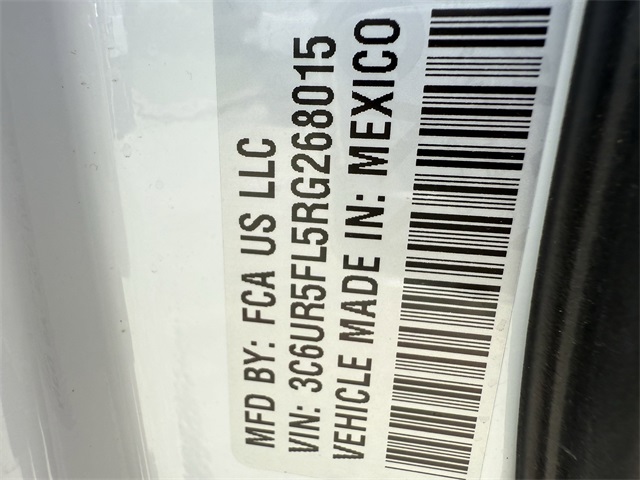 MFD BY: FCA US LLC
VIN: 3C6UR5FL5RG268015
VEHICLE MADE IN: MEXICO